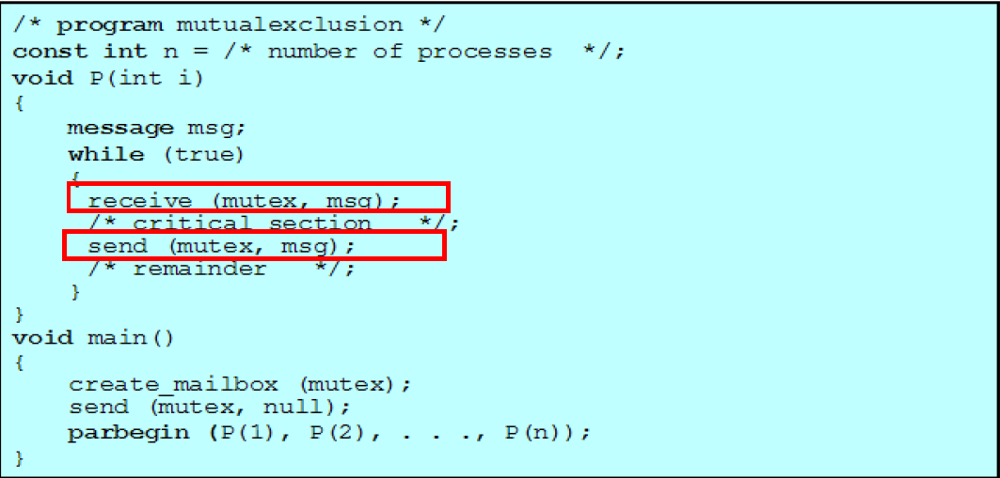 /* program mutualexclusion */
const int n = /* number of processes */;
void P(int i)
{
message msg;
while (true)
{
receive (mutex, msg);
/* critical section */;
send (mutex, msg);
/* remainder */;
}
}
void main()
{
create_mailbox (mutex);
send (mutex, null);
parbegin (P(1), P(2), . . ., P(n));
}